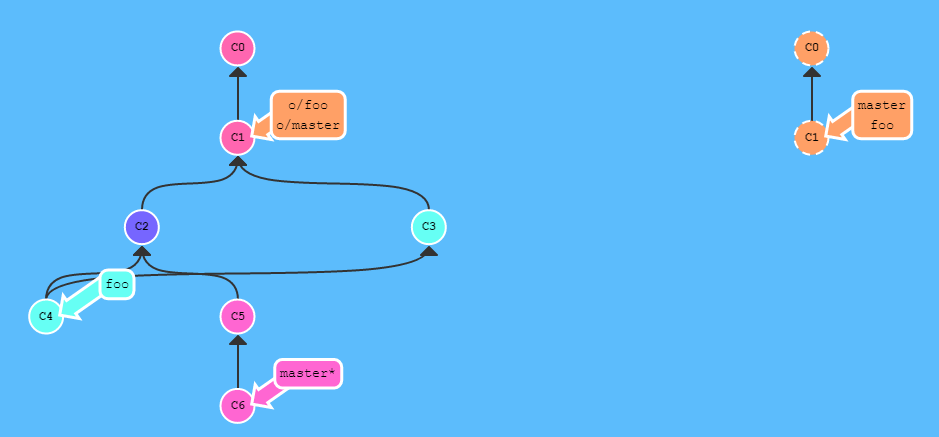 C0
C0
o/foo
o/master
master
foo
C1
C1
C2
C3
foo
C4
C5
master*
C6